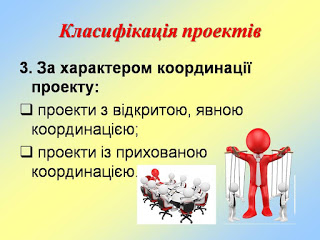 Класифікація проектів
3. За характером координації
проекту:
❑ проекти з відкритою, явною
координацією;
❑ проекти із прихованою
координацією.